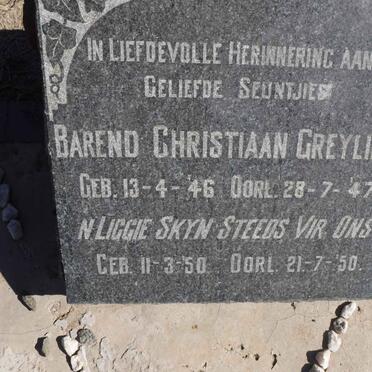 IN LIEFDEVOLLE HERINNERING AAN
GELIEFDE SEUNTJIES
BAREND CHRISTIAAN GREYLI
GEB. 13-4-46 OORL. 28-7-47
'N LIGGIE SKYN STEEDS VIR ONS
GEB. 11-3-50 OORL. 21-7-50.